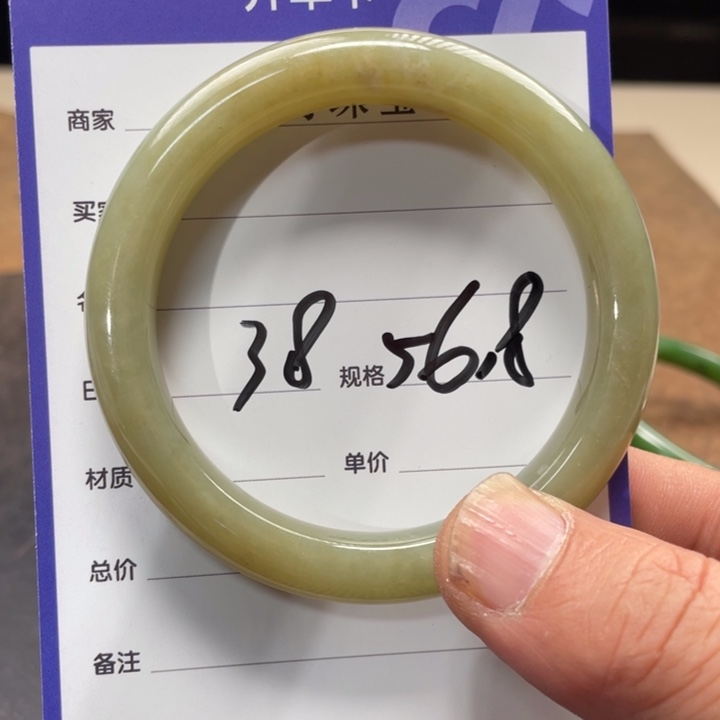 商家
买
38 规格 56.8
材质 单价
总价
备注